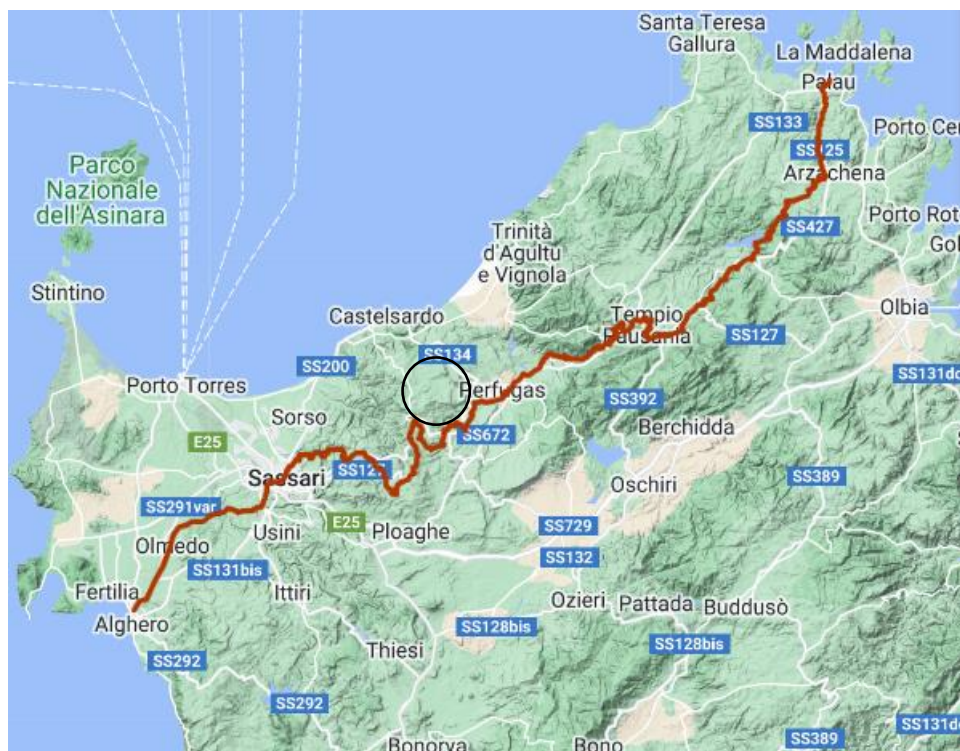 Santa Teresa
Gallura
La Maddalena
Palau
SS133
Porto Cer
SS125
Arzachena
Parco
Nazionale
dell'Asinara
Porto Roto
SS427
Gol
Trinità
d'Agultu
e Vignola
Stintino
Olbia
Castelsardo
Tempio
Pausania
SS127
SS134
SS200
Porto Torres
Perfugas
SS131dc
SS392
Sorso
Berchidda
E25
SS672
Sassari
SS127
Oschiri
SS389
SS291var
E25
Usini
Ploaghe
SS729
Olmedo
SS132
SS131bis
Fertilia
Ittiri
Ozieri
Pattada
Buddusò
Alghero
SS128bis
Thiesi
SS128bis
SS292
SS292
SS131dc
SS389
Bonorva
Bono